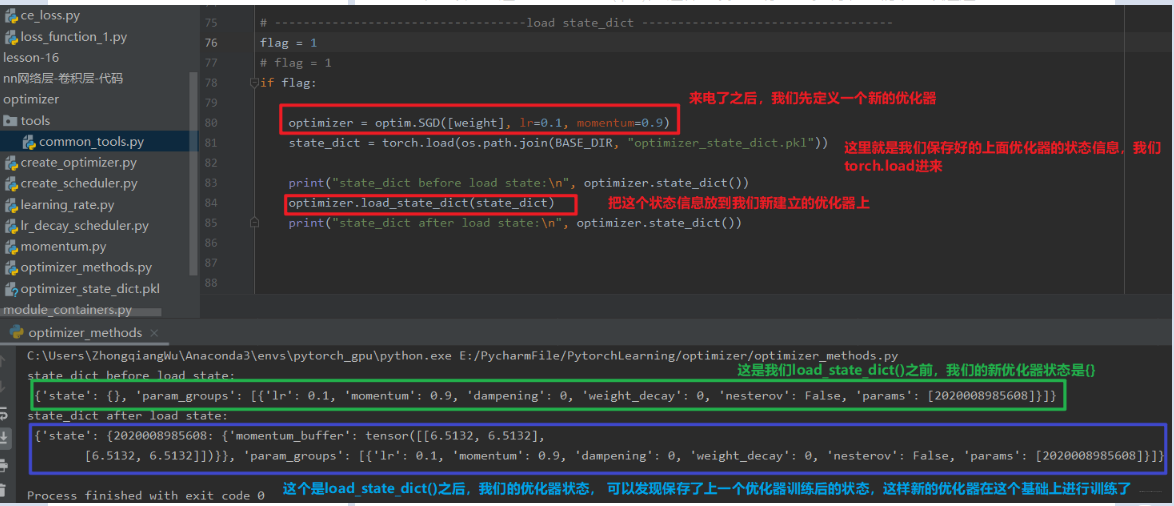 ce_loss.py
loss_function_1.py
lesson-16
nn网络层-卷积层-代码
optimizer
tools
common_tools.py
create_optimizer.py
create_scheduler.py
learning_rate.py
lr_decay_scheduler.py
momentum.py
optimizer_methods.py
optimizer_state_dict.pkl
module_containers.py
75 # --------------------------------load state_dict --------------------------------
76 flag = 1
77 # flag = 1
78 if flag:
79
来电了之后，我们先定义一个新的优化器
80 optimizer = optim.SGD([weight], lr=0.1, momentum=0.9)
81 state_dict = torch.load(os.path.join(BASE_DIR, "optimizer_state_dict.pkl"))
这里就是我们保存好的上面优化器的状态信息，我们
torch.load进来
82
83 print("state_dict before load state:\n", optimizer.state_dict())
84 optimizer.load_state_dict(state_dict)
把这个状态信息放到我们新建立的优化器上
85 print("state_dict after load state:\n", optimizer.state_dict())
86
87
88
optimizer_methods ×
C:\Users\ZhongqiangWu\Anaconda3\envs\pytorch_gpu\python.exe E:/PycharmFile/PytorchLearning/optimizer/optimizer_methods.py
这是我们load_state_dict()之前，我们的新优化器状态是{}
state_dict before load state:
{'state': {}, 'param_groups': [{'lr': 0.1, 'momentum': 0.9, 'dampening': 0, 'weight_decay': 0, 'nesterov': False, 'params': [2020008985608]}]}
state_dict after load state:
{'state': {2020008985608: {'momentum_buffer': tensor([[6.5132, 6.5132],
[6.5132, 6.5132]])}}, 'param_groups': [{'lr': 0.1, 'momentum': 0.9, 'dampening': 0, 'weight_decay': 0, 'nesterov': False, 'params': [2020008985608]}]}
这个是load_state_dict()之后，我们的优化器状态， 可以发现保存了上一个优化器训练后的状态，这样新的优化器在这个基础上进行训练了
Process finished with exit code 0